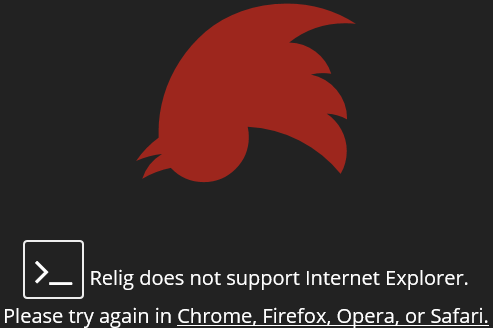 Relig does not support Internet Explorer.
Please try again in Chrome, Firefox, Opera, or Safari.